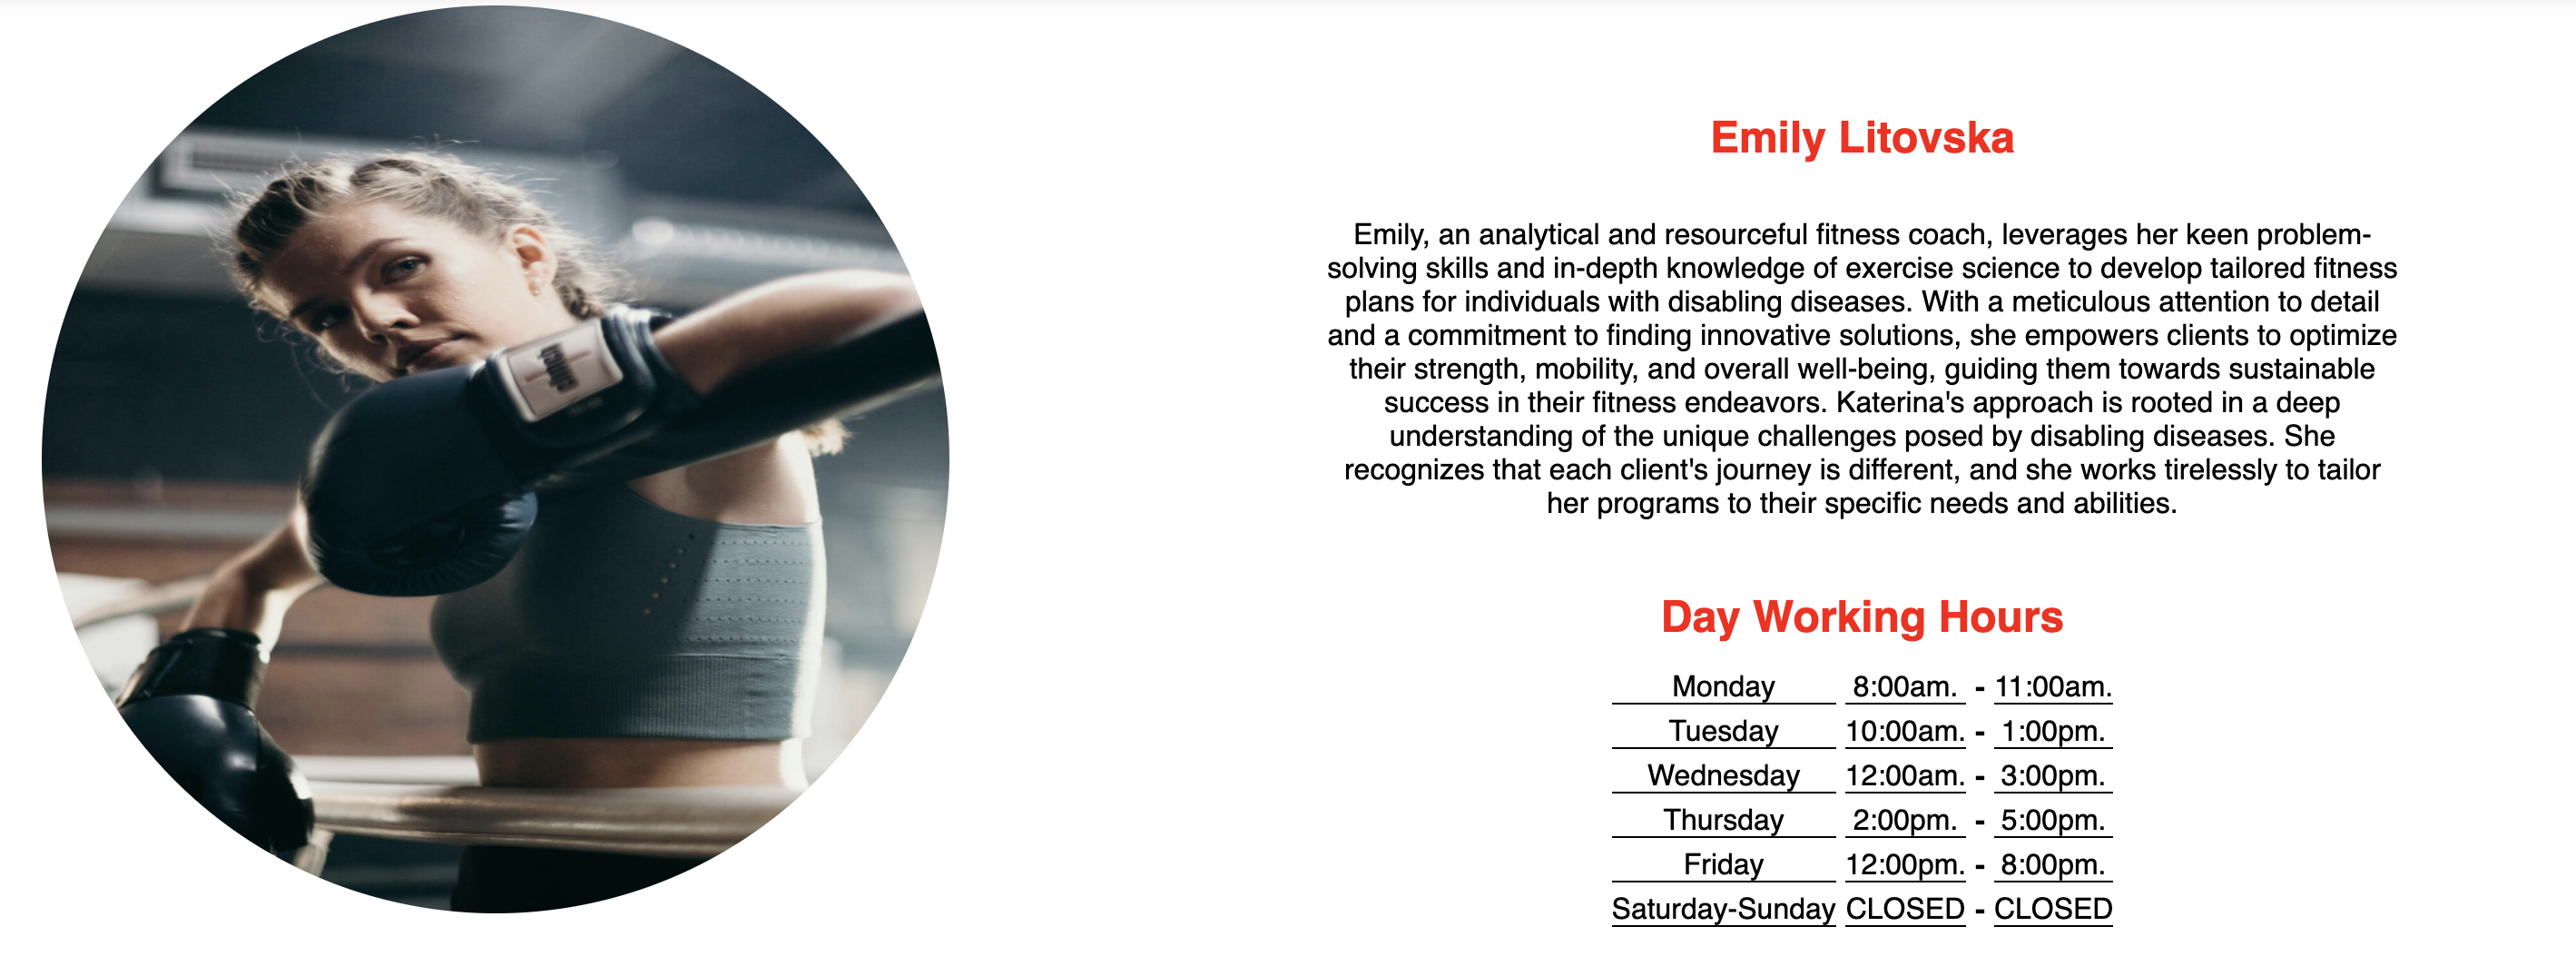 Emily Litovska
Emily, an analytical and resourceful fitness coach, leverages her keen problem-
solving skills and in-depth knowledge of exercise science to develop tailored fitness
plans for individuals with disabling diseases. With a meticulous attention to detail
and a commitment to finding innovative solutions, she empowers clients to optimize
their strength, mobility, and overall well-being, guiding them towards sustainable
success in their fitness endeavors. Katerina's approach is rooted in a deep
understanding of the unique challenges posed by disabling diseases. She
recognizes that each client's journey is different, and she works tirelessly to tailor
her programs to their specific needs and abilities.
Day Working Hours
Monday 8:00am. - 11:00am.
Tuesday 10:00am. - 1:00pm.
Wednesday 12:00am. - 3:00pm.
Thursday 2:00pm. - 5:00pm.
Friday 12:00pm. - 8:00pm.
Saturday-Sunday CLOSED - CLOSED